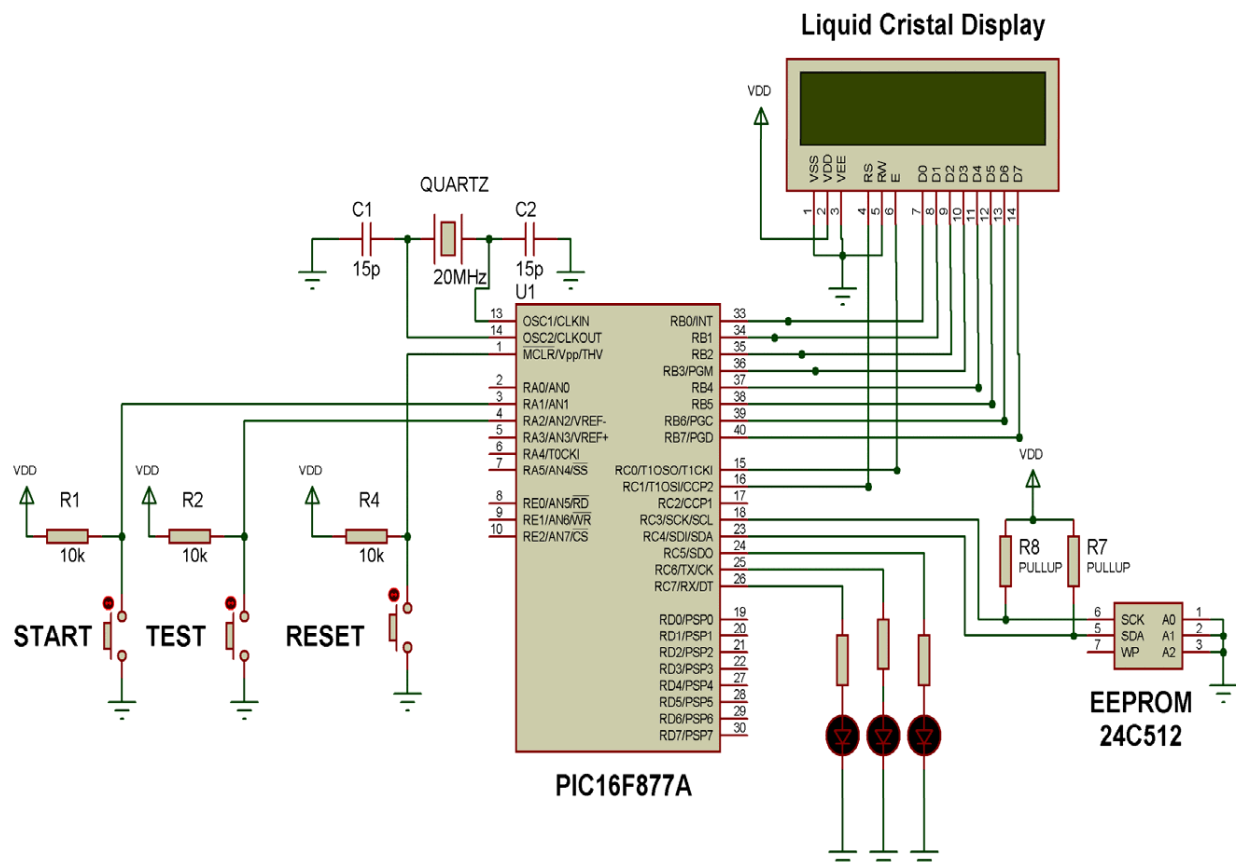 Liquid Cristal Display
VDD
VSS
VDD
VEE
RS
RW
E
D0
D1
D2
D3
D4
D5
D6
D7
1
2
3
4
5
6
7
8
9
10
11
12
13
14
QUARTZ
C1
C2
15p
15p
20MHz
U1
13 OSC1/CLKIN RB0/INT 33
14 OSC2/CLKOUT RB1 34
1 MCLR/Vpp/THV RB2 35
RB3/PGM 36
2 RA0/AN0 RB4 37
3 RA1/AN1 RB5 38
4 RA2/AN2/VREF- RB6/PGC 39
5 RA3/AN3/VREF+ RB7/PGD 40
6 RA4/T0CKI
7 RA5/AN4/SS RC0/T1OSO/T1CKI 15
RC1/T1OSI/CCP2 16
8 RE0/AN5/RD RC2/CCP1 17
9 RE1/AN6/WR RC3/SCK/SCL 18
10 RE2/AN7/CS RC4/SDI/SDA 23
RC5/SDO 24
RC6/TX/CK 25
RC7/RX/DT 26
RD0/PSP0 19
RD1/PSP1 20
RD2/PSP2 21
RD3/PSP3 22
RD4/PSP4 27
RD5/PSP5 28
RD6/PSP6 29
RD7/PSP7 30
PIC16F877A
VDD
R1
10k
START
VDD
R2
10k
TEST
VDD
R4
10k
RESET
VDD
R8
PULLUP
R7
PULLUP
6 SCK A0 1
5 SDA A1 2
7 WP A2 3
EEPROM
24C512